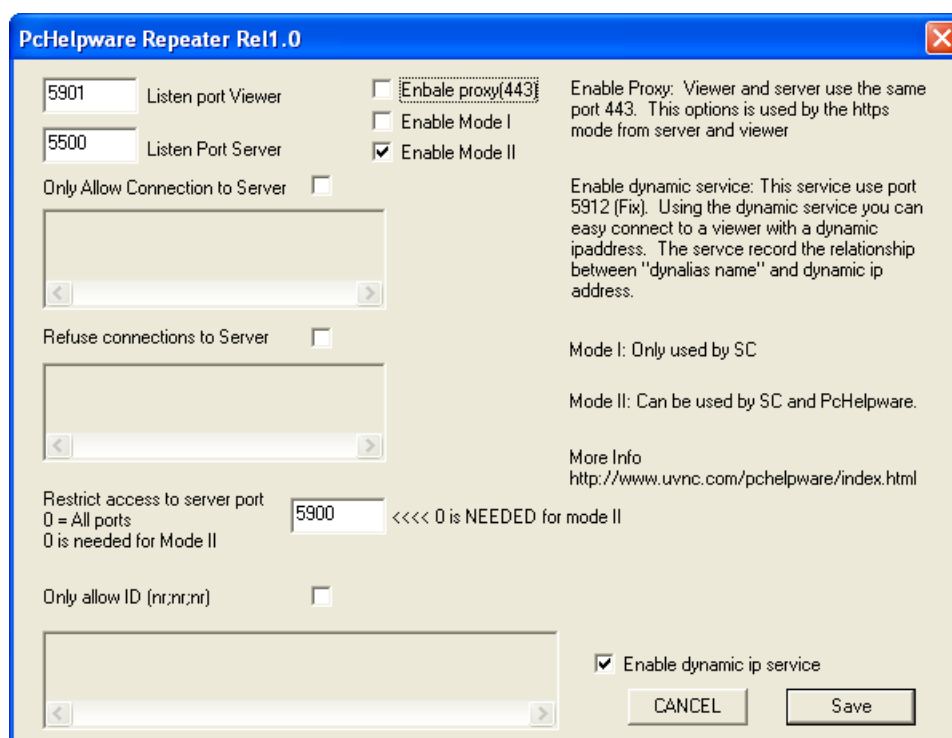 PcHelpware Repeater Rel1.0
5901 Listen port Viewer
5500 Listen Port Server
Enbale proxy(443)
Enable Mode I
Enable Mode II
Only Allow Connection to Server
Refuse connections to Server
Restrict access to server port
0 = All ports
0 is needed for Mode II
5900 <<<< 0 is NEEDED for mode II
Only allow ID (nr;nr;nr)
Enable Proxy: Viewer and server use the same
port 443. This options is used by the https
mode from server and viewer
Enable dynamic service: This service use port
5912 (Fix). Using the dynamic service you can
easy connect to a viewer with a dynamic
ipaddress. The servce record the relationship
between "dynalias name" and dynamic ip
address.
Mode I: Only used by SC
Mode II: Can be used by SC and PcHelpware.
More Info
http://www.uvnc.com/pchelpware/index.html
Enable dynamic ip service
CANCEL
Save